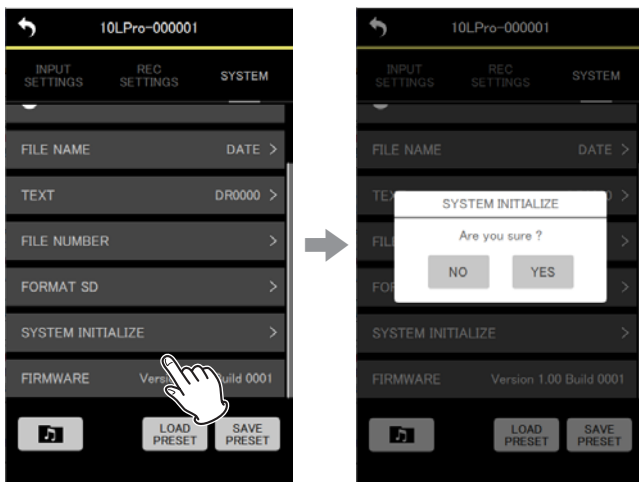 10LPro-000001
INPUT SETTINGS REC SETTINGS SYSTEM
FILE NAME DATE >
TEXT DR0000 >
FILE NUMBER >
FORMAT SD >
SYSTEM INITIALIZE >
FIRMWARE Build 0001
LOAD PRESET SAVE PRESET
10LPro-000001
INPUT SETTINGS REC SETTINGS SYSTEM
FILE NAME DATE >
SYSTEM INITIALIZE
Are you sure ?
NO YES
SYSTEM INITIALIZE >
FIRMWARE Version 1.00 Build 0001
LOAD PRESET SAVE PRESET